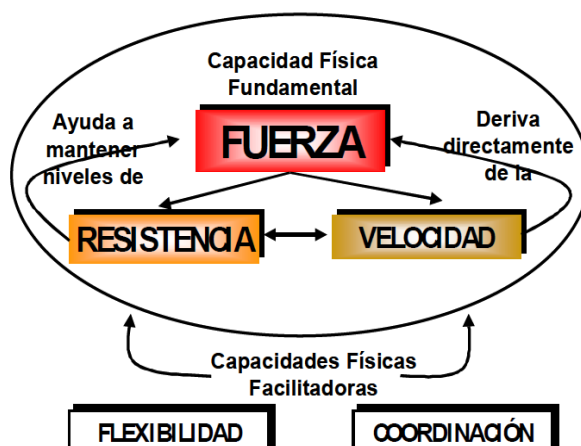 Capacidad Física
Fundamental
FUERZA
Ayuda a
mantener
niveles de
Deriva
directamente
de la
RESISTENCIA
VELOCIDAD
Capacidades Físicas
Facilitadoras
FLEXIBILIDAD
COORDINACIÓN